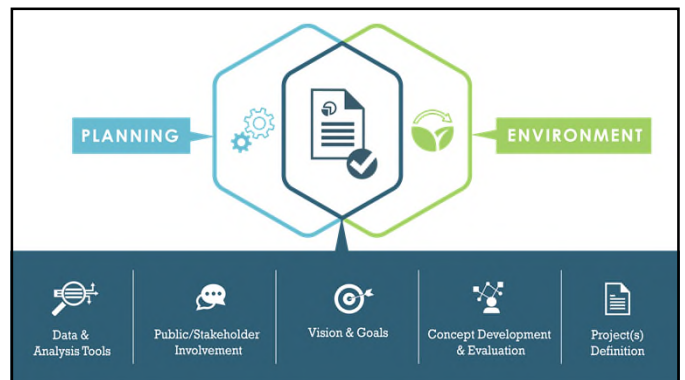 PLANNING
ENVIRONMENT
Data &
Analysis Tools
Public/Stakeholder
Involvement
Vision & Goals
Concept Development
& Evaluation
Project(s)
Definition